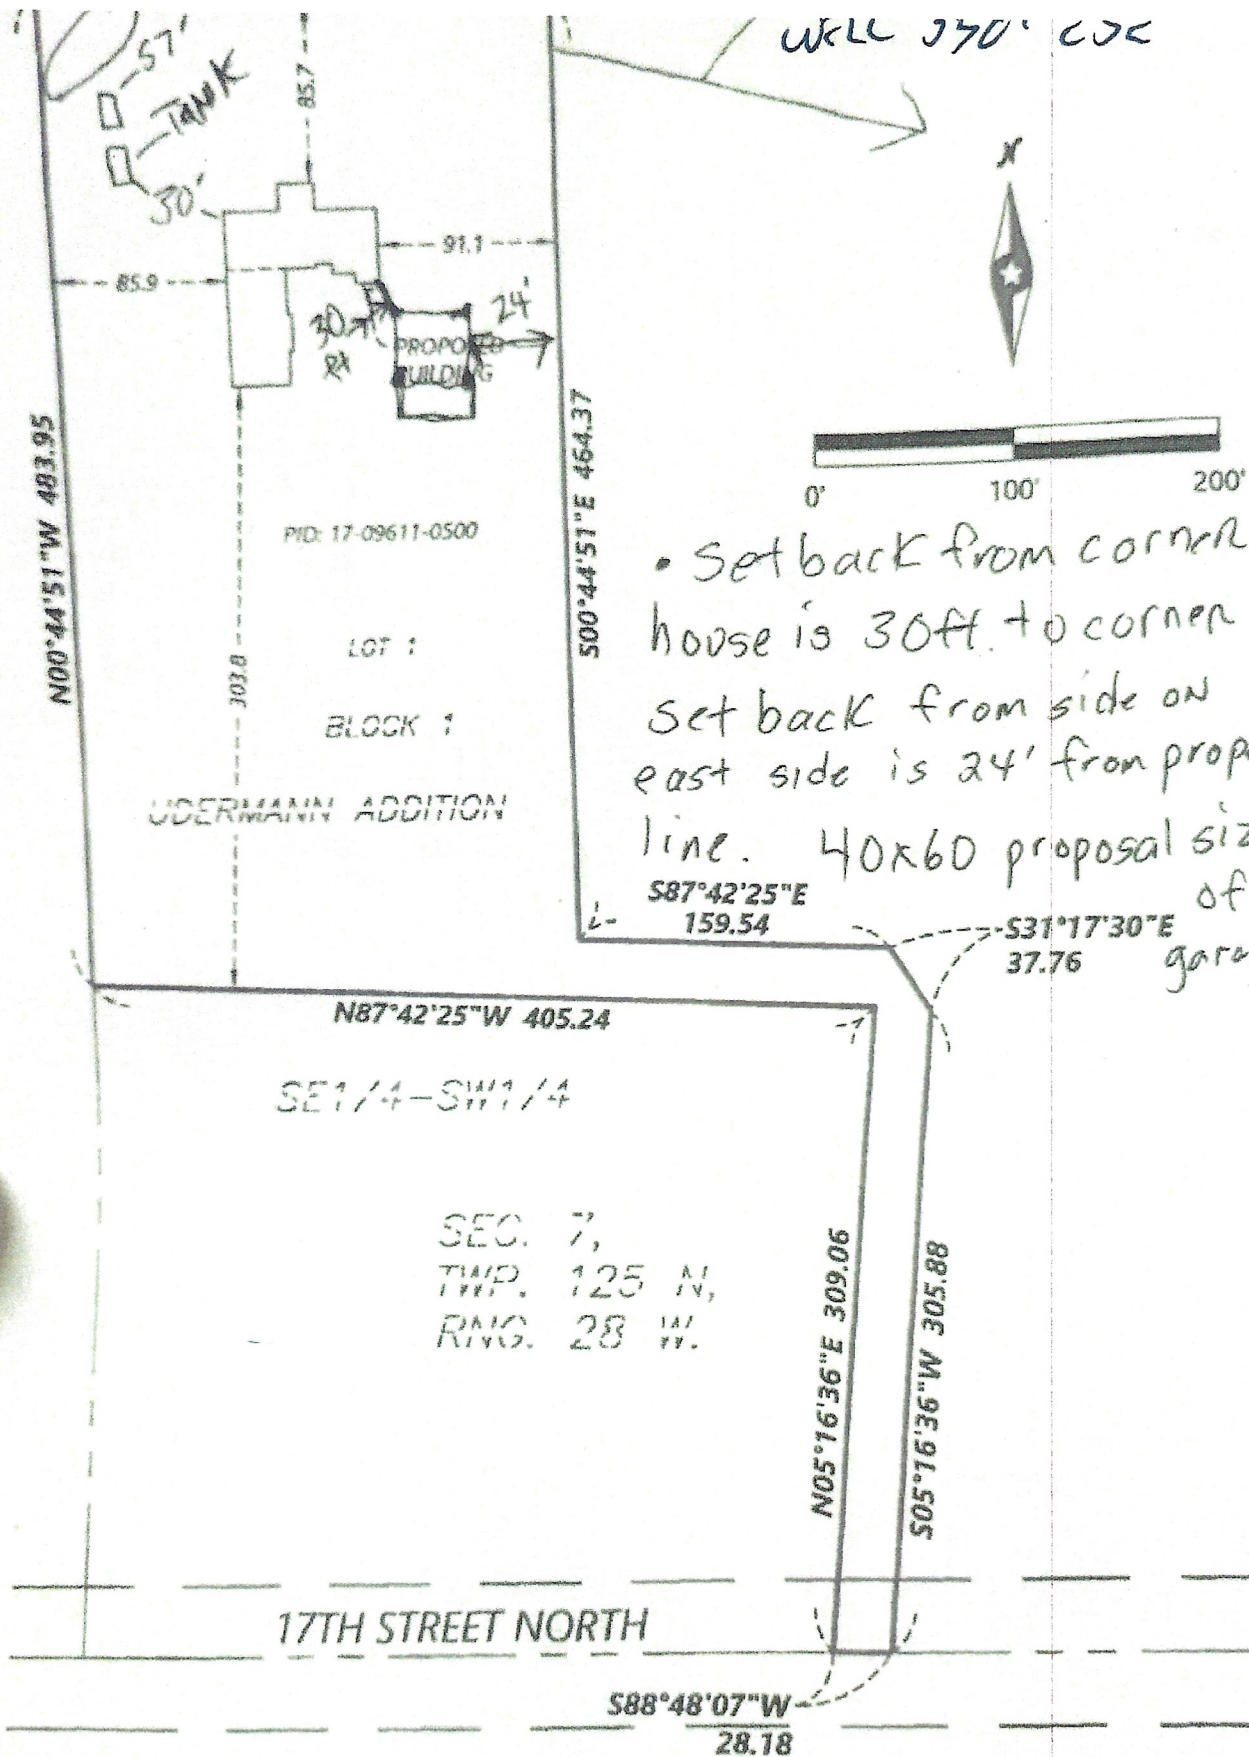 WELL
57'
TANK
85.7
30'
N
91.1
85.9
24'
30
PROPO
BUILDING
0'
100'
200'
N00°44'51"W 483.95
S00°44'51"E 464.37
PID: 17-09611-0500
303.8
LOT 1
BLOCK 1
UDERMANN ADDITION
• Setback from corner
house is 30ft. to corner
set back from side on
east side is 24' from prope
line. 40x60 proposal siz
of
gara
S87°42'25"E
159.54
S31°17'30"E
37.76
N87°42'25"W 405.24
SE1/4-SW1/4
SEC. 7,
TWP. 125 N,
RNG. 28 W.
N05°16'36"E 309.06
S05°16'36"W 305.88
17TH STREET NORTH
S88°48'07"W
28.18